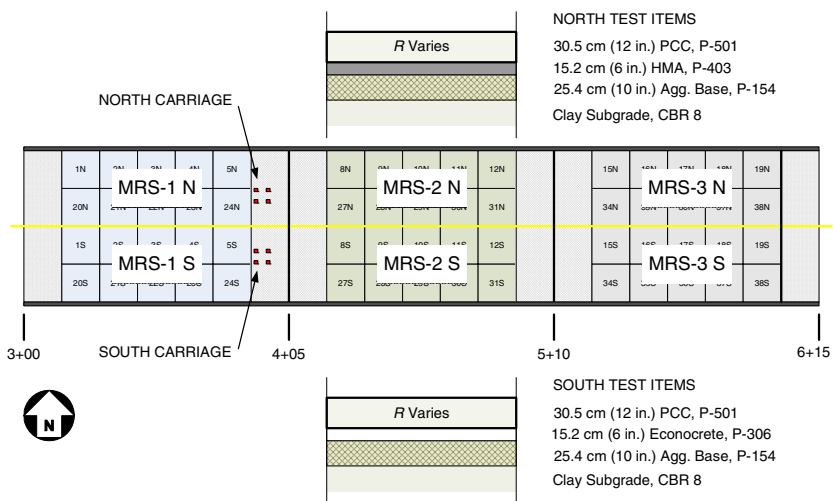 NORTH TEST ITEMS
R Varies
30.5 cm (12 in.) PCC, P-501
15.2 cm (6 in.) HMA, P-403
25.4 cm (10 in.) Agg. Base, P-154
Clay Subgrade, CBR 8
NORTH CARRIAGE
1N 5N 8N 12N 15N 19N
MRS-1 N MRS-2 N MRS-3 N
20N 24N 27N 31N 34N 38N
1S 5S 8S 12S 15S 19S
MRS-1 S MRS-2 S MRS-3 S
20S 24S 27S 31S 34S 38S
3+00 SOUTH CARRIAGE 4+05 5+10 6+15
SOUTH TEST ITEMS
R Varies
30.5 cm (12 in.) PCC, P-501
15.2 cm (6 in.) Econocrete, P-306
25.4 cm (10 in.) Agg. Base, P-154
Clay Subgrade, CBR 8
N